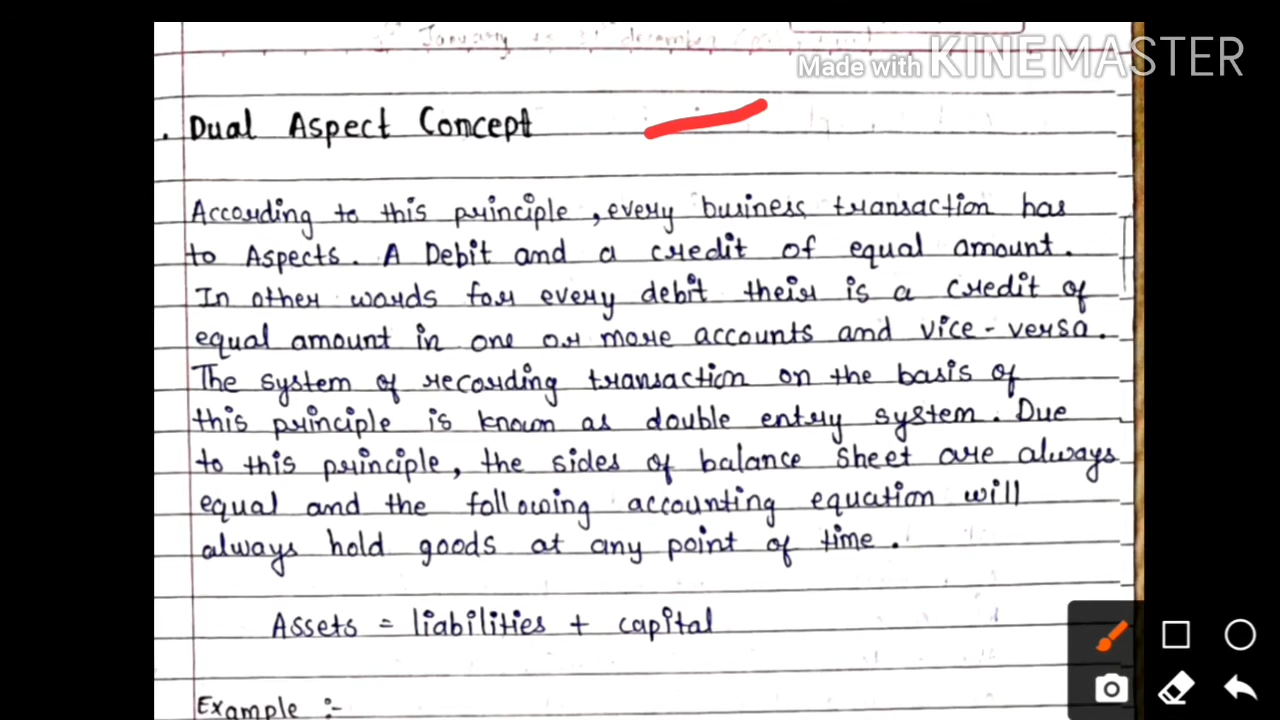 January 31 december
Made with KINEMASTER
. Dual Aspect Concept
According to this principle, every business transaction has
to Aspects. A Debit and a credit of equal amount.
In other words for every debit their is a credit of
equal amount in one or more accounts and vice-versa.
The system of recording transaction on the basis of
this principle is known as double entry system. Due
to this principle, the sides of balance sheet are always
equal and the following accounting equation will
always hold goods at any point of time.
Assets = liabilities + capital
Example :-